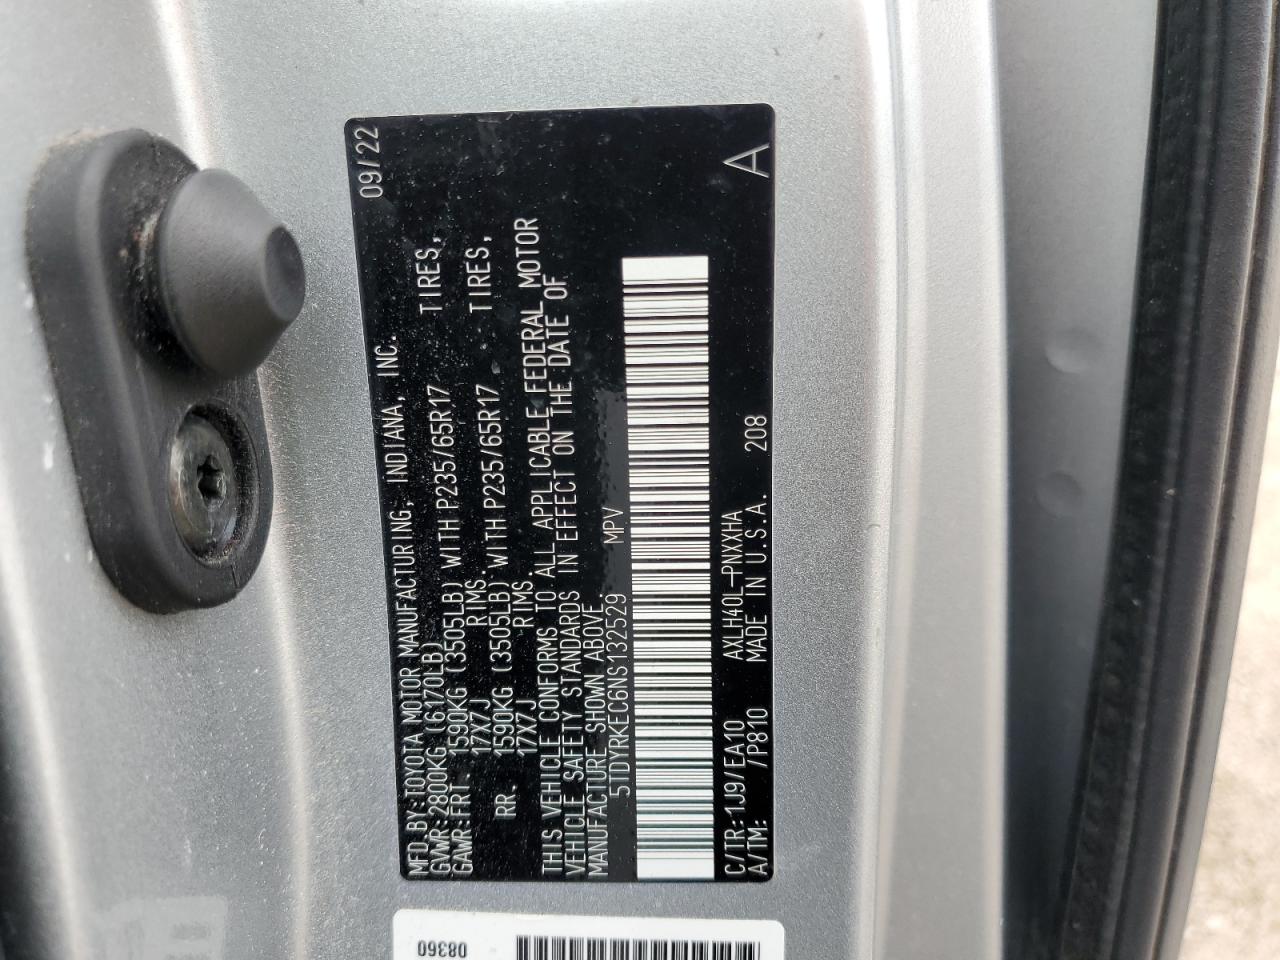 MFD.BY:TOYOTA MOTOR MANUFACTURING, INDIANA, INC. 09/22
GVWR:2800KG (6170LB)
GAWR:FRT. 1590KG (3505LB) WITH P235/65R17 TIRES,
17X7J RIMS.
RR. 1590KG (3505LB) WITH P235/65R17 TIRES,
17X7J RIMS.
THIS VEHICLE CONFORMS TO ALL APPLICABLE FEDERAL MOTOR
VEHICLE SAFETY STANDARDS IN EFFECT ON THE DATE OF
MANUFACTURE SHOWN ABOVE
5TDYRKEC6NS132529 MPV
C/TR:1J9/EA10 AXLH40L-PNXXHA A
A/TM: /P810 MADE IN U.S.A. 208
08360